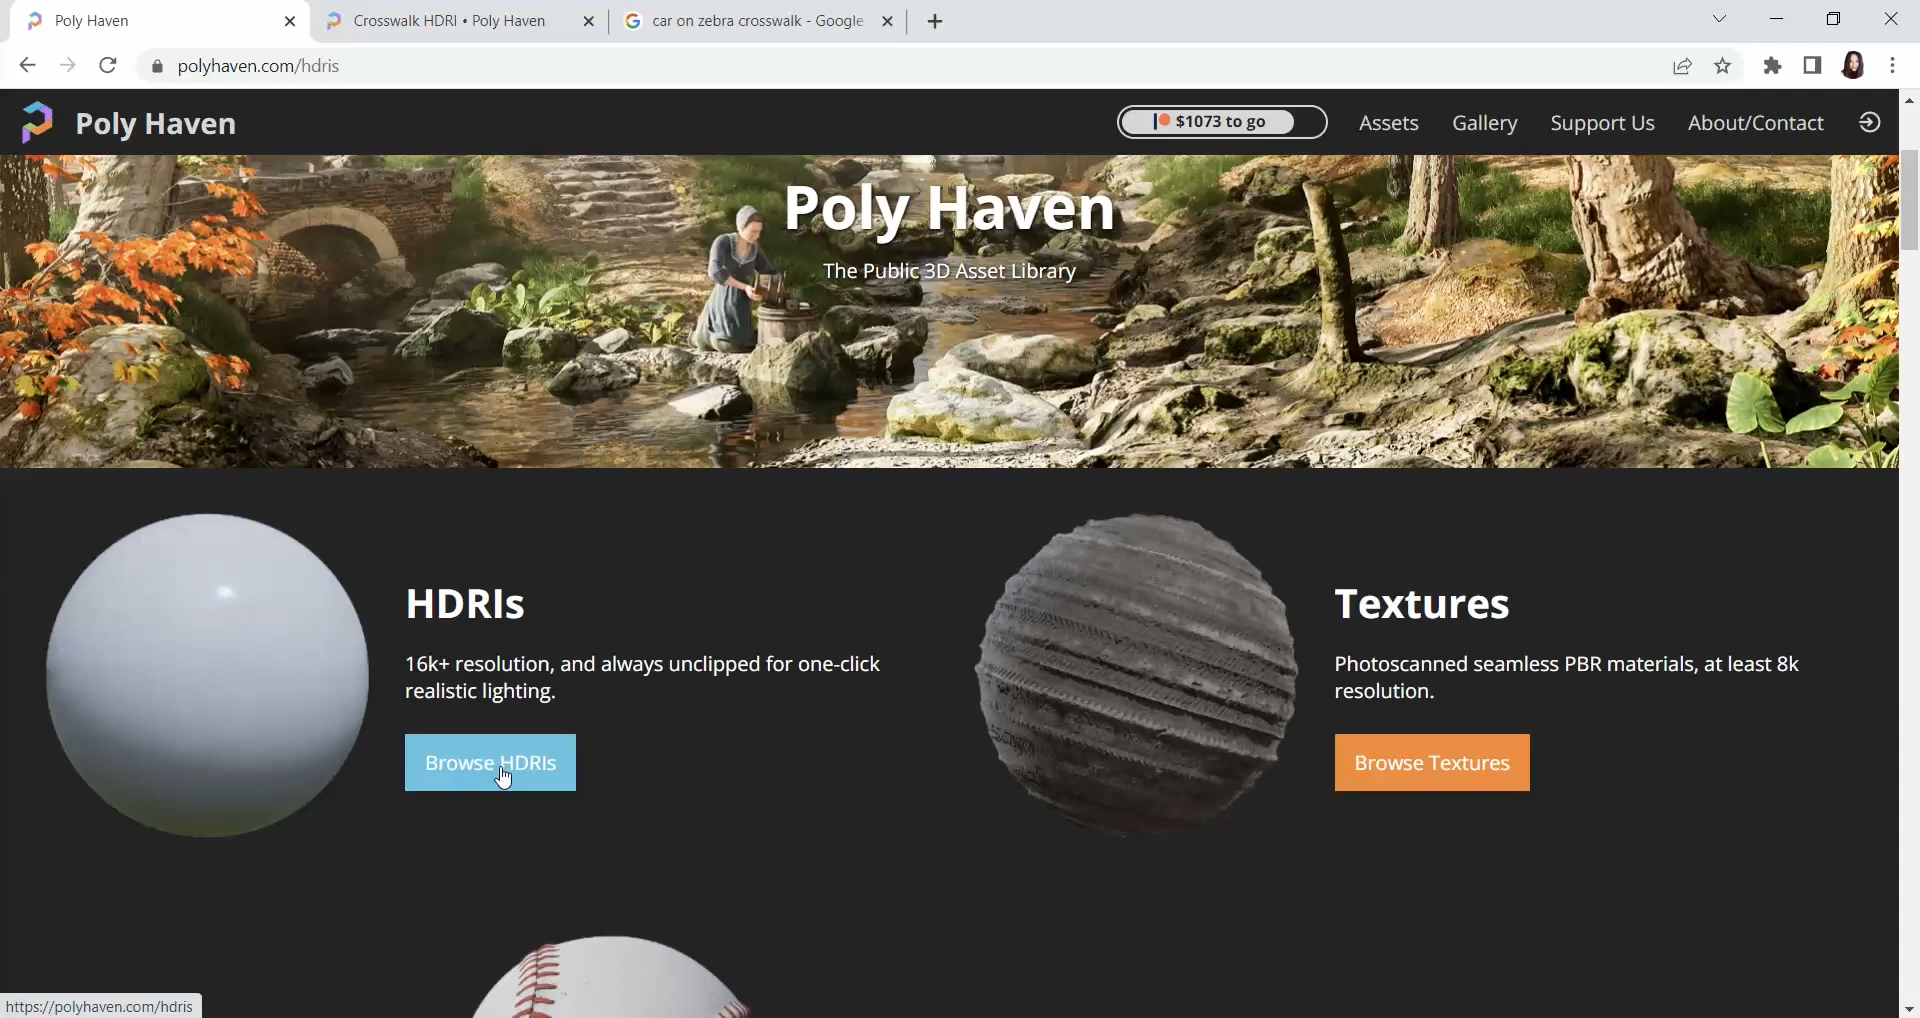 Poly Haven
Crosswalk HDRI • Poly Haven
car on zebra crosswalk - Google
polyhaven.com/hdris
Poly Haven
$1073 to go
Assets
Gallery
Support Us
About/Contact
Poly Haven
The Public 3D Asset Library
HDRIs
16k+ resolution, and always unclipped for one-click
realistic lighting.
Browse HDRIs
Textures
Photoscanned seamless PBR materials, at least 8k
resolution.
Browse Textures
https://polyhaven.com/hdris